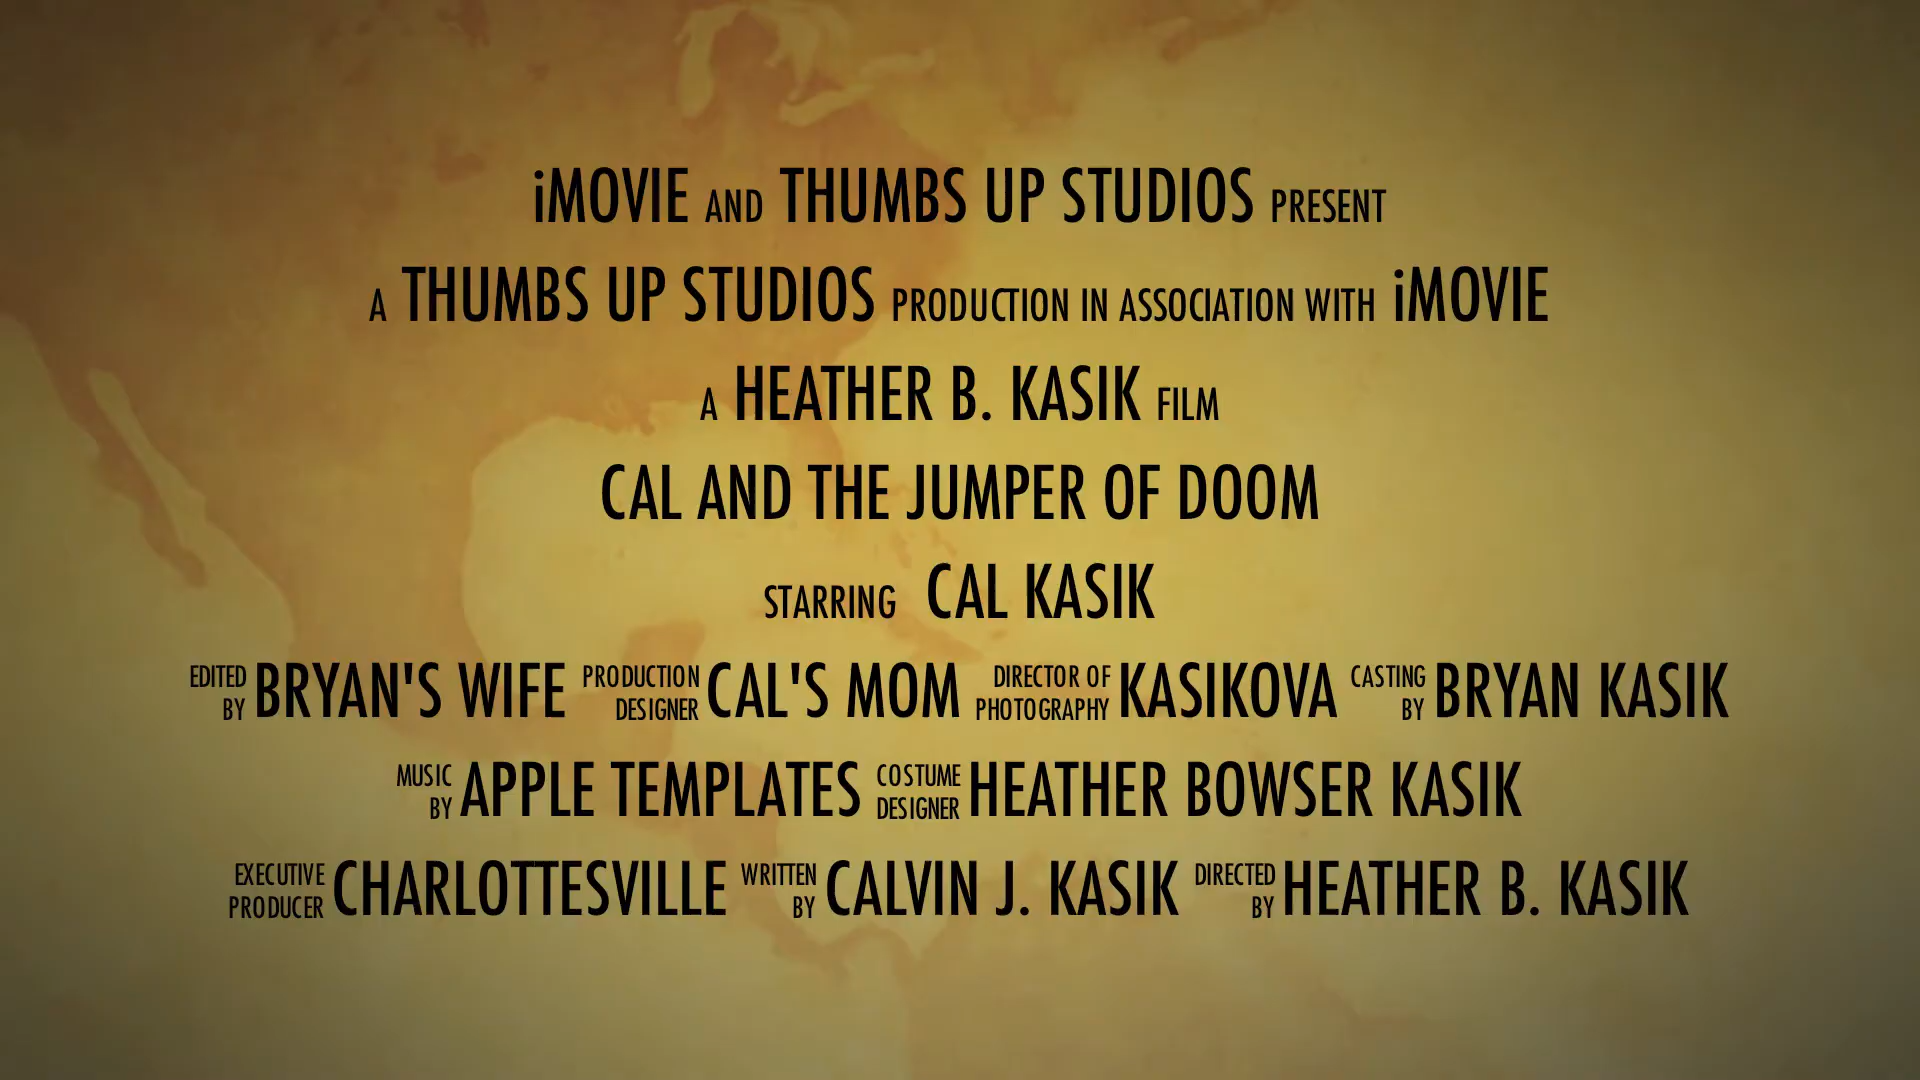 iMOVIE AND THUMBS UP STUDIOS PRESENT
A THUMBS UP STUDIOS PRODUCTION IN ASSOCIATION WITH iMOVIE
A HEATHER B. KASIK FILM
CAL AND THE JUMPER OF DOOM
STARRING CAL KASIK
EDITED BY BRYAN'S WIFE PRODUCTION DESIGNER CAL'S MOM DIRECTOR OF PHOTOGRAPHY KASIKOVA CASTING BY BRYAN KASIK
MUSIC BY APPLE TEMPLATES COSTUME DESIGNER HEATHER BOWSER KASIK
EXECUTIVE PRODUCER CHARLOTTESVILLE WRITTEN BY CALVIN J. KASIK DIRECTED BY HEATHER B. KASIK